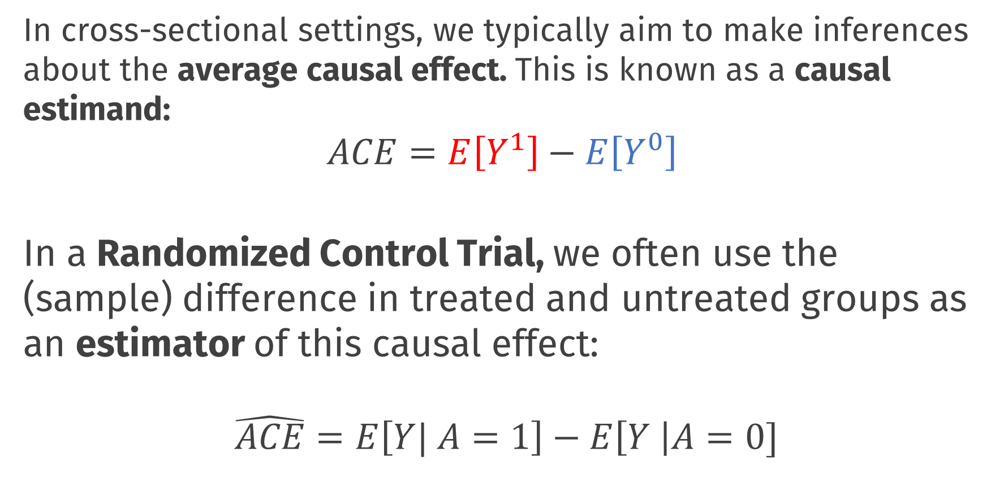 In cross-sectional settings, we typically aim to make inferences
about the average causal effect. This is known as a causal
estimand:
ACE = E[Y¹] − E[Y⁰]
In a Randomized Control Trial, we often use the
(sample) difference in treated and untreated groups as
an estimator of this causal effect:
\widehat{ACE} = E[Y| A = 1] − E[Y |A = 0]